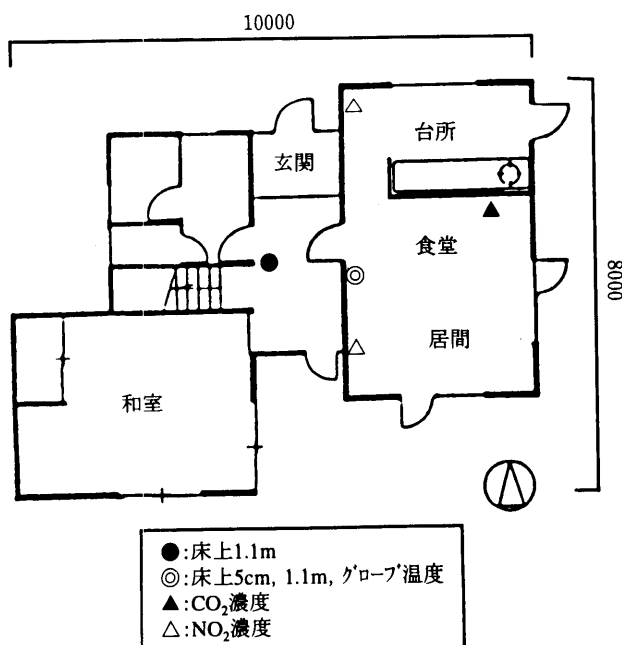 10000
台所
玄関
食堂
8000
居間
和室
●:床上1.1m
◎:床上5cm, 1.1m, グローブ温度
▲:CO₂濃度
△:NO₂濃度